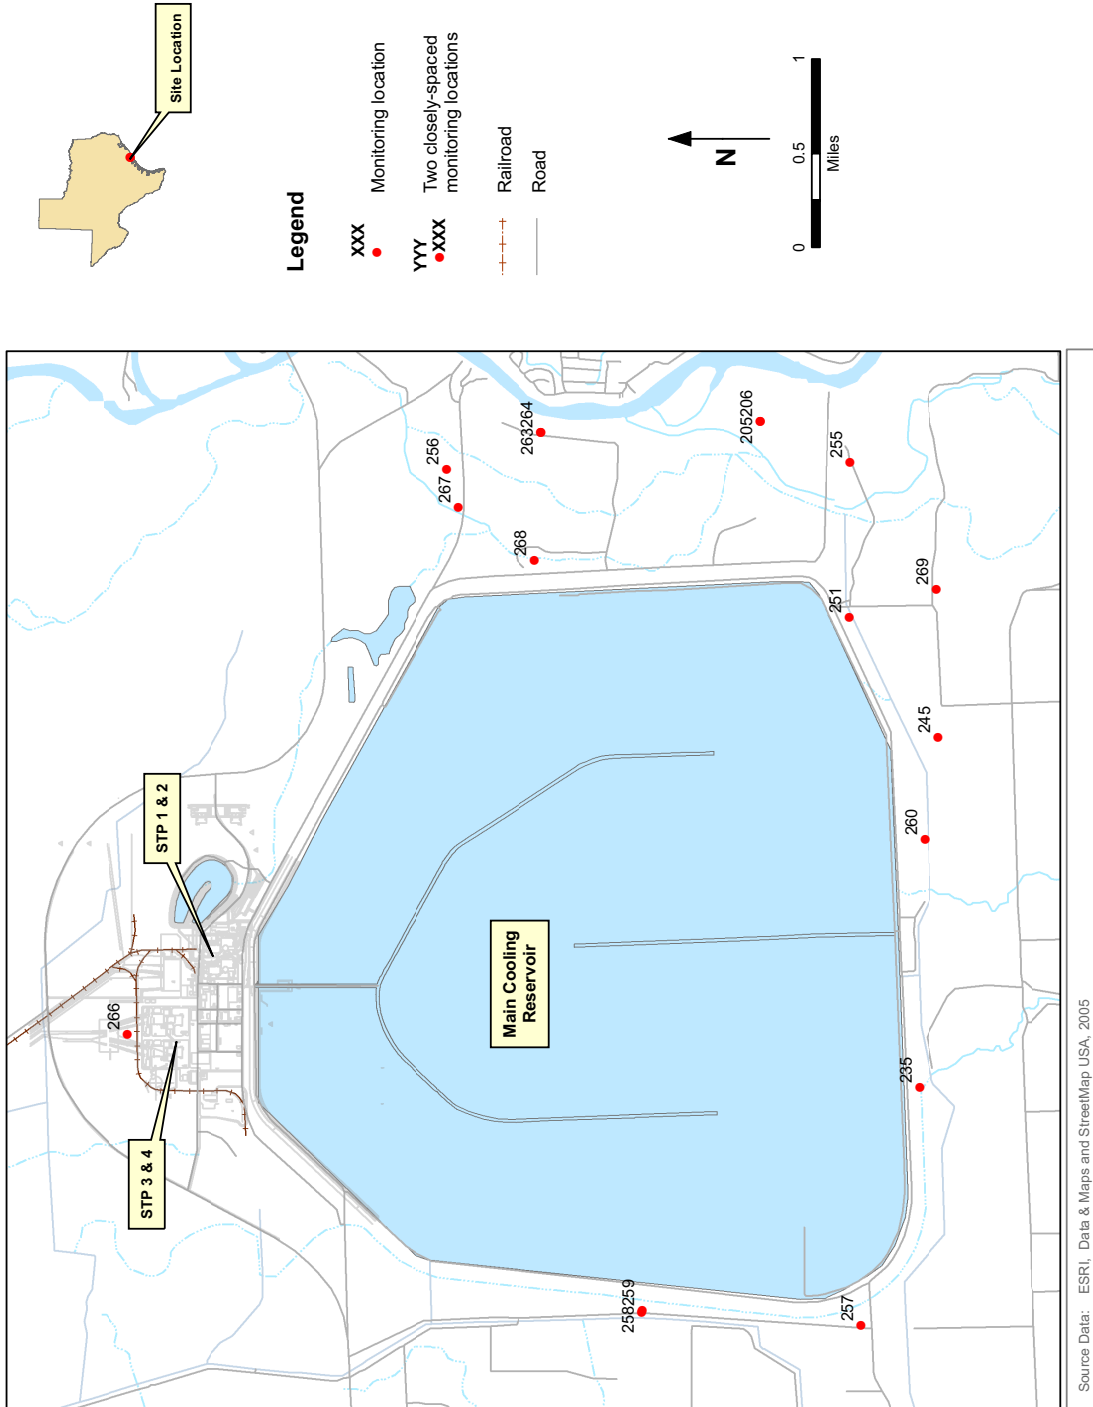 Site Location
Legend
XXX
Monitoring location
YYY
XXX
Two closely-spaced
monitoring locations
Railroad
Road
N
0 0.5 1
Miles
STP 1 & 2
STP 3 & 4
Main Cooling
Reservoir
266
256
267
263264
268
205206
255
251
269
245
260
235
258259
257
Source Data: ESRI, Data & Maps and StreetMap USA, 2005